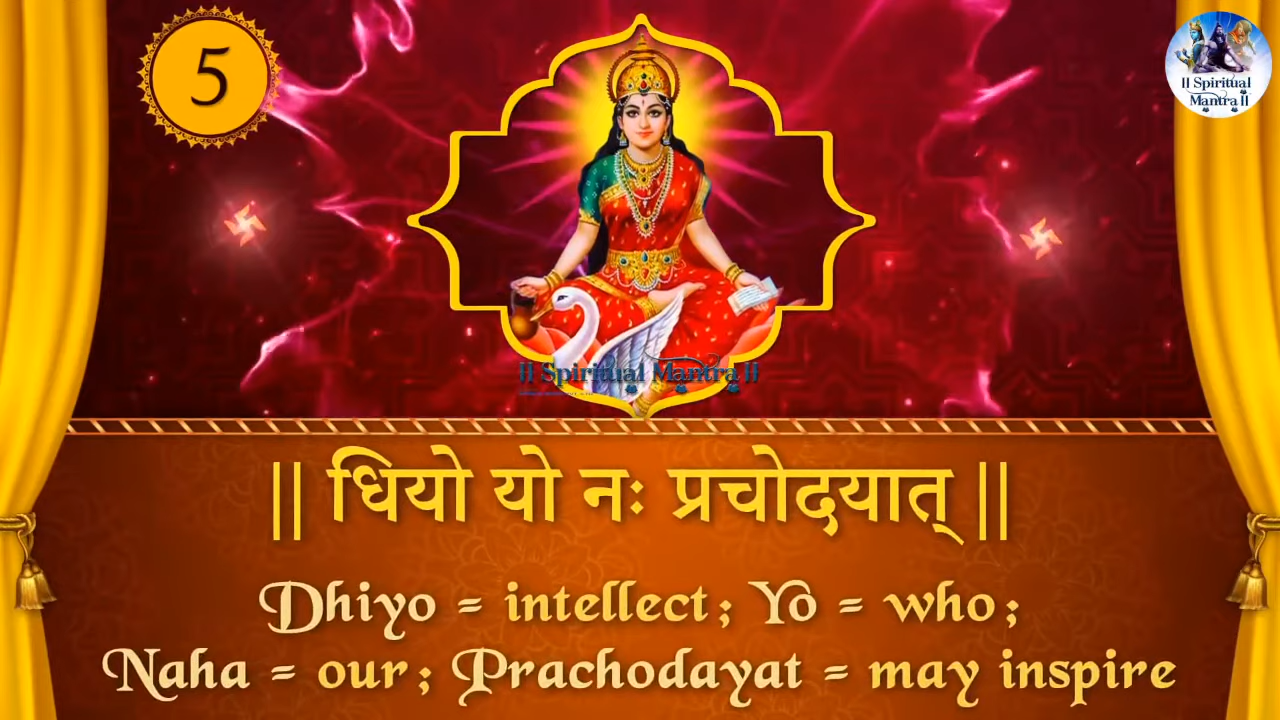 5
|| Spiritual
Mantra ||
|| Spiritual Mantra ||
|| धियो यो नः प्रचोदयात् ||
Dhiyo = intellect; Yo = who;
Naha = our; Prachodayat = may inspire